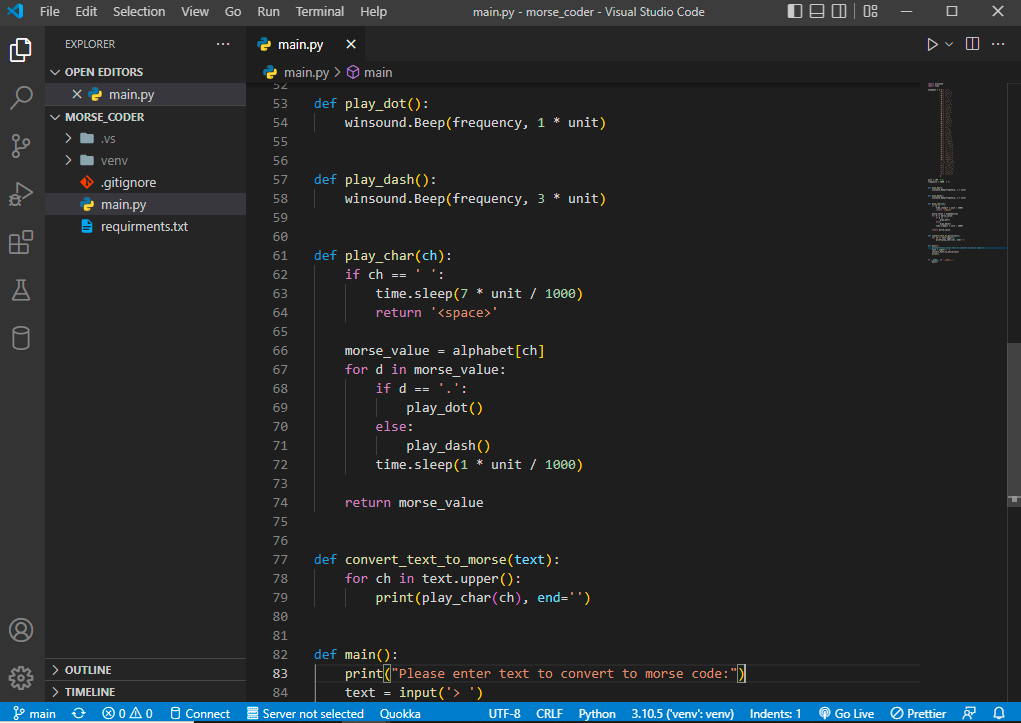 File Edit Selection View Go Run Terminal Help main.py - morse_coder - Visual Studio Code
EXPLORER
OPEN EDITORS
main.py
MORSE_CODER
.vs
venv
.gitignore
main.py
requirments.txt
OUTLINE
TIMELINE
main.py
main.py > main
52
53 def play_dot():
54     winsound.Beep(frequency, 1 * unit)
55
56
57 def play_dash():
58     winsound.Beep(frequency, 3 * unit)
59
60
61 def play_char(ch):
62     if ch == ' ':
63         time.sleep(7 * unit / 1000)
64         return '<space>'
65
66     morse_value = alphabet[ch]
67     for d in morse_value:
68         if d == '.':
69             play_dot()
70         else:
71             play_dash()
72         time.sleep(1 * unit / 1000)
73
74     return morse_value
75
76
77 def convert_text_to_morse(text):
78     for ch in text.upper():
79         print(play_char(ch), end='')
80
81
82 def main():
83     print("Please enter text to convert to morse code:")
84     text = input('> ')
main 0 0 Connect Server not selected Quokka UTF-8 CRLF Python 3.10.5 ('venv': venv) Indents: 1 Go Live Prettier